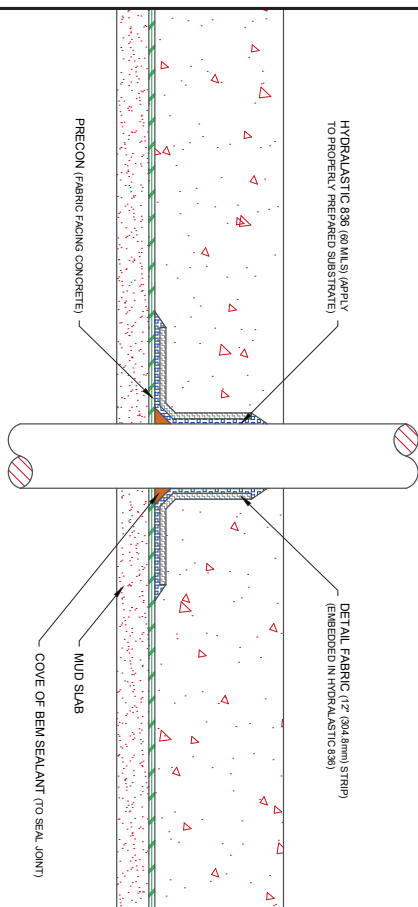 HYDRALASTIC 836 (60 MILS) (APPLY
TO PROPERLY PREPARED SUBSTRATE)
DETAIL FABRIC (12" (304.8mm) STRIP)
(EMBEDDED IN HYDRALASTIC 836)
PRECON (FABRIC FACING CONCRETE)
MUD SLAB
COVE OF BEM SEALANT (TO SEAL JOINT)